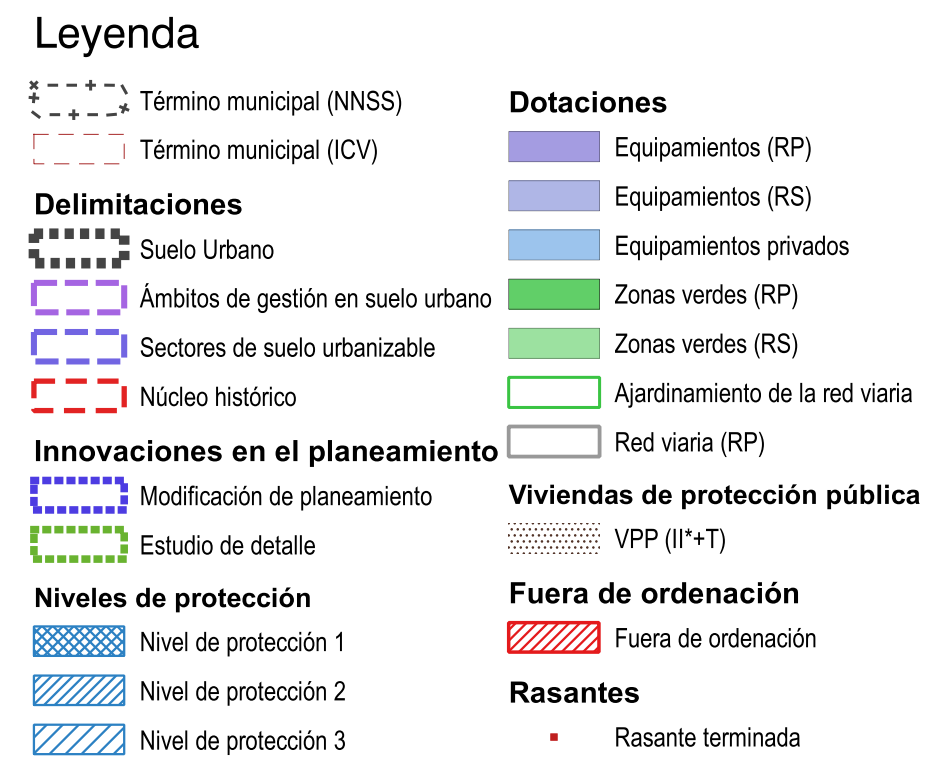 Leyenda
Término municipal (NNSS)
Término municipal (ICV)
Delimitaciones
Suelo Urbano
Ámbitos de gestión en suelo urbano
Sectores de suelo urbanizable
Núcleo histórico
Innovaciones en el planeamiento
Modificación de planeamiento
Estudio de detalle
Niveles de protección
Nivel de protección 1
Nivel de protección 2
Nivel de protección 3
Dotaciones
Equipamientos (RP)
Equipamientos (RS)
Equipamientos privados
Zonas verdes (RP)
Zonas verdes (RS)
Ajardinamiento de la red viaria
Red viaria (RP)
Viviendas de protección pública
VPP (II*+T)
Fuera de ordenación
Fuera de ordenación
Rasantes
Rasante terminada